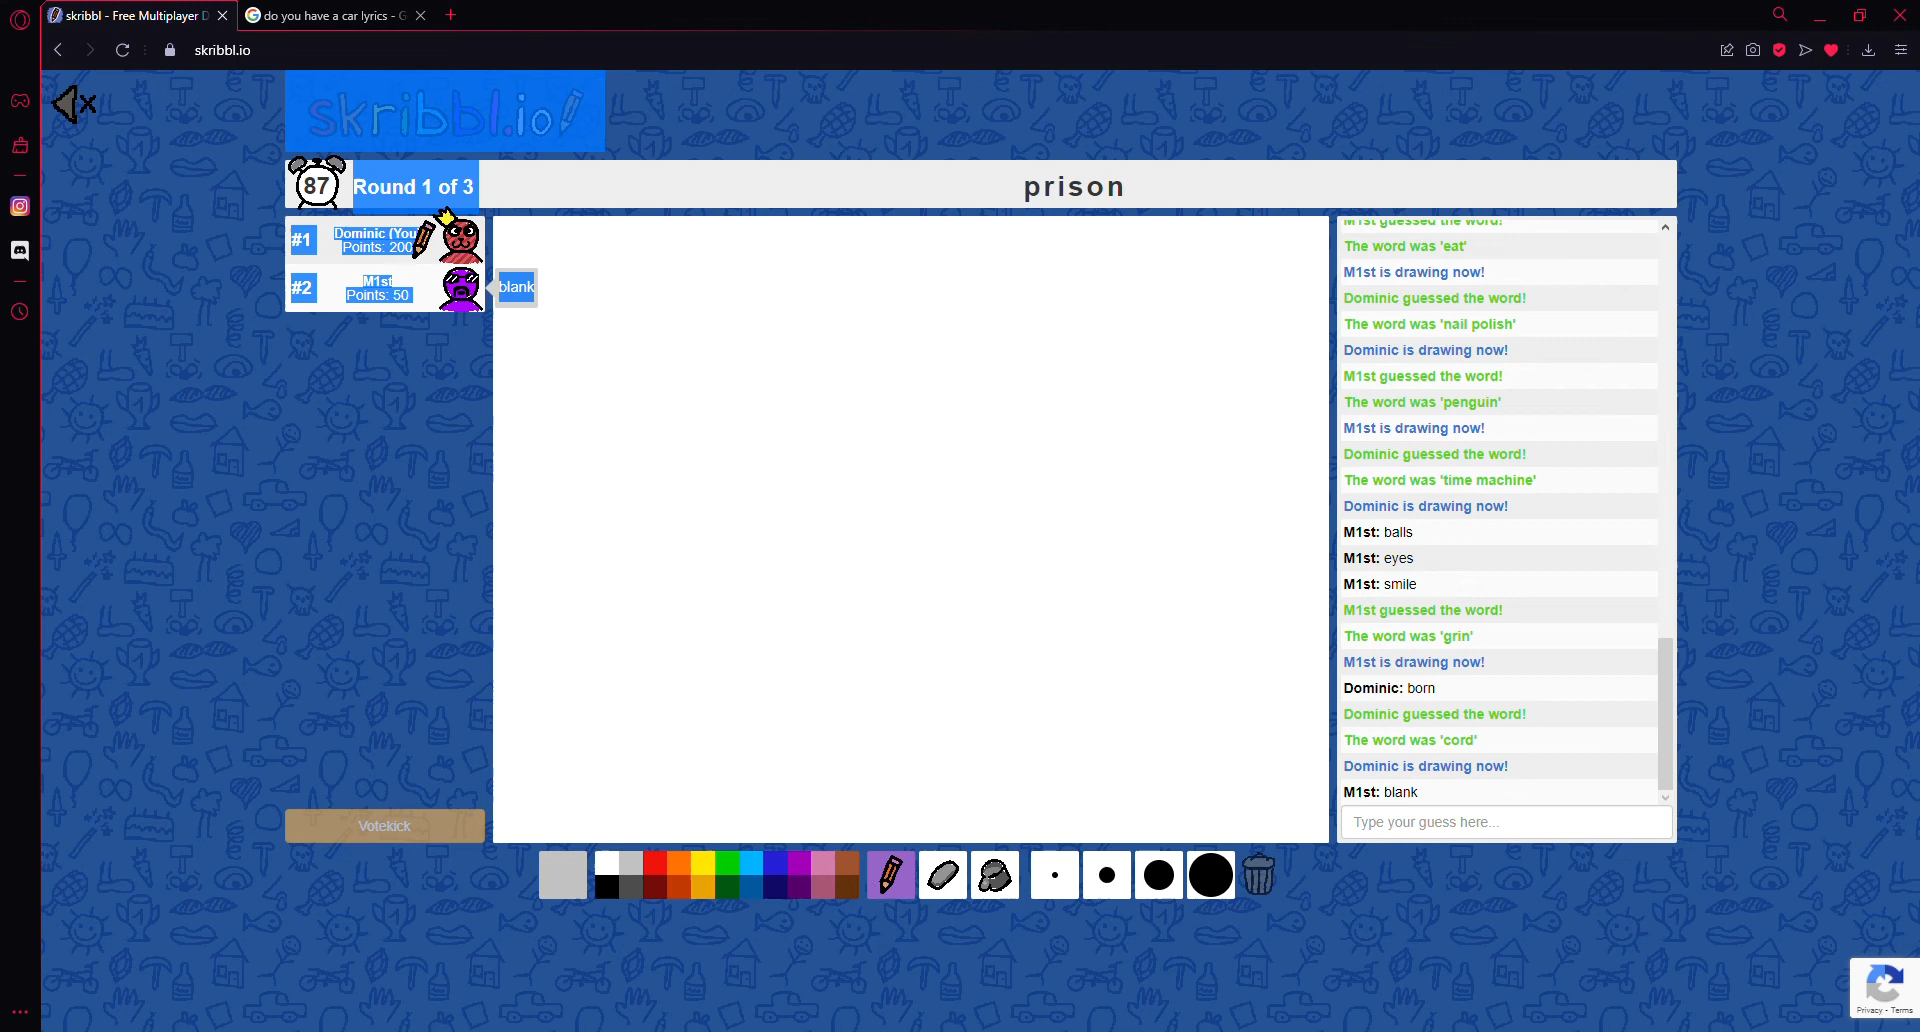 skribbl - Free Multiplayer D
do you have a car lyrics - G
skribbl.io
skribbl.io
87
Round 1 of 3
prison
#1
Dominic (You
Points: 200
#2
M1st
Points: 50
blank
Votekick
M1st guessed the word!
The word was 'eat'
M1st is drawing now!
Dominic guessed the word!
The word was 'nail polish'
Dominic is drawing now!
M1st guessed the word!
The word was 'penguin'
M1st is drawing now!
Dominic guessed the word!
The word was 'time machine'
Dominic is drawing now!
M1st: balls
M1st: eyes
M1st: smile
M1st guessed the word!
The word was 'grin'
M1st is drawing now!
Dominic: born
Dominic guessed the word!
The word was 'cord'
Dominic is drawing now!
M1st: blank
Type your guess here...
Privacy - Terms